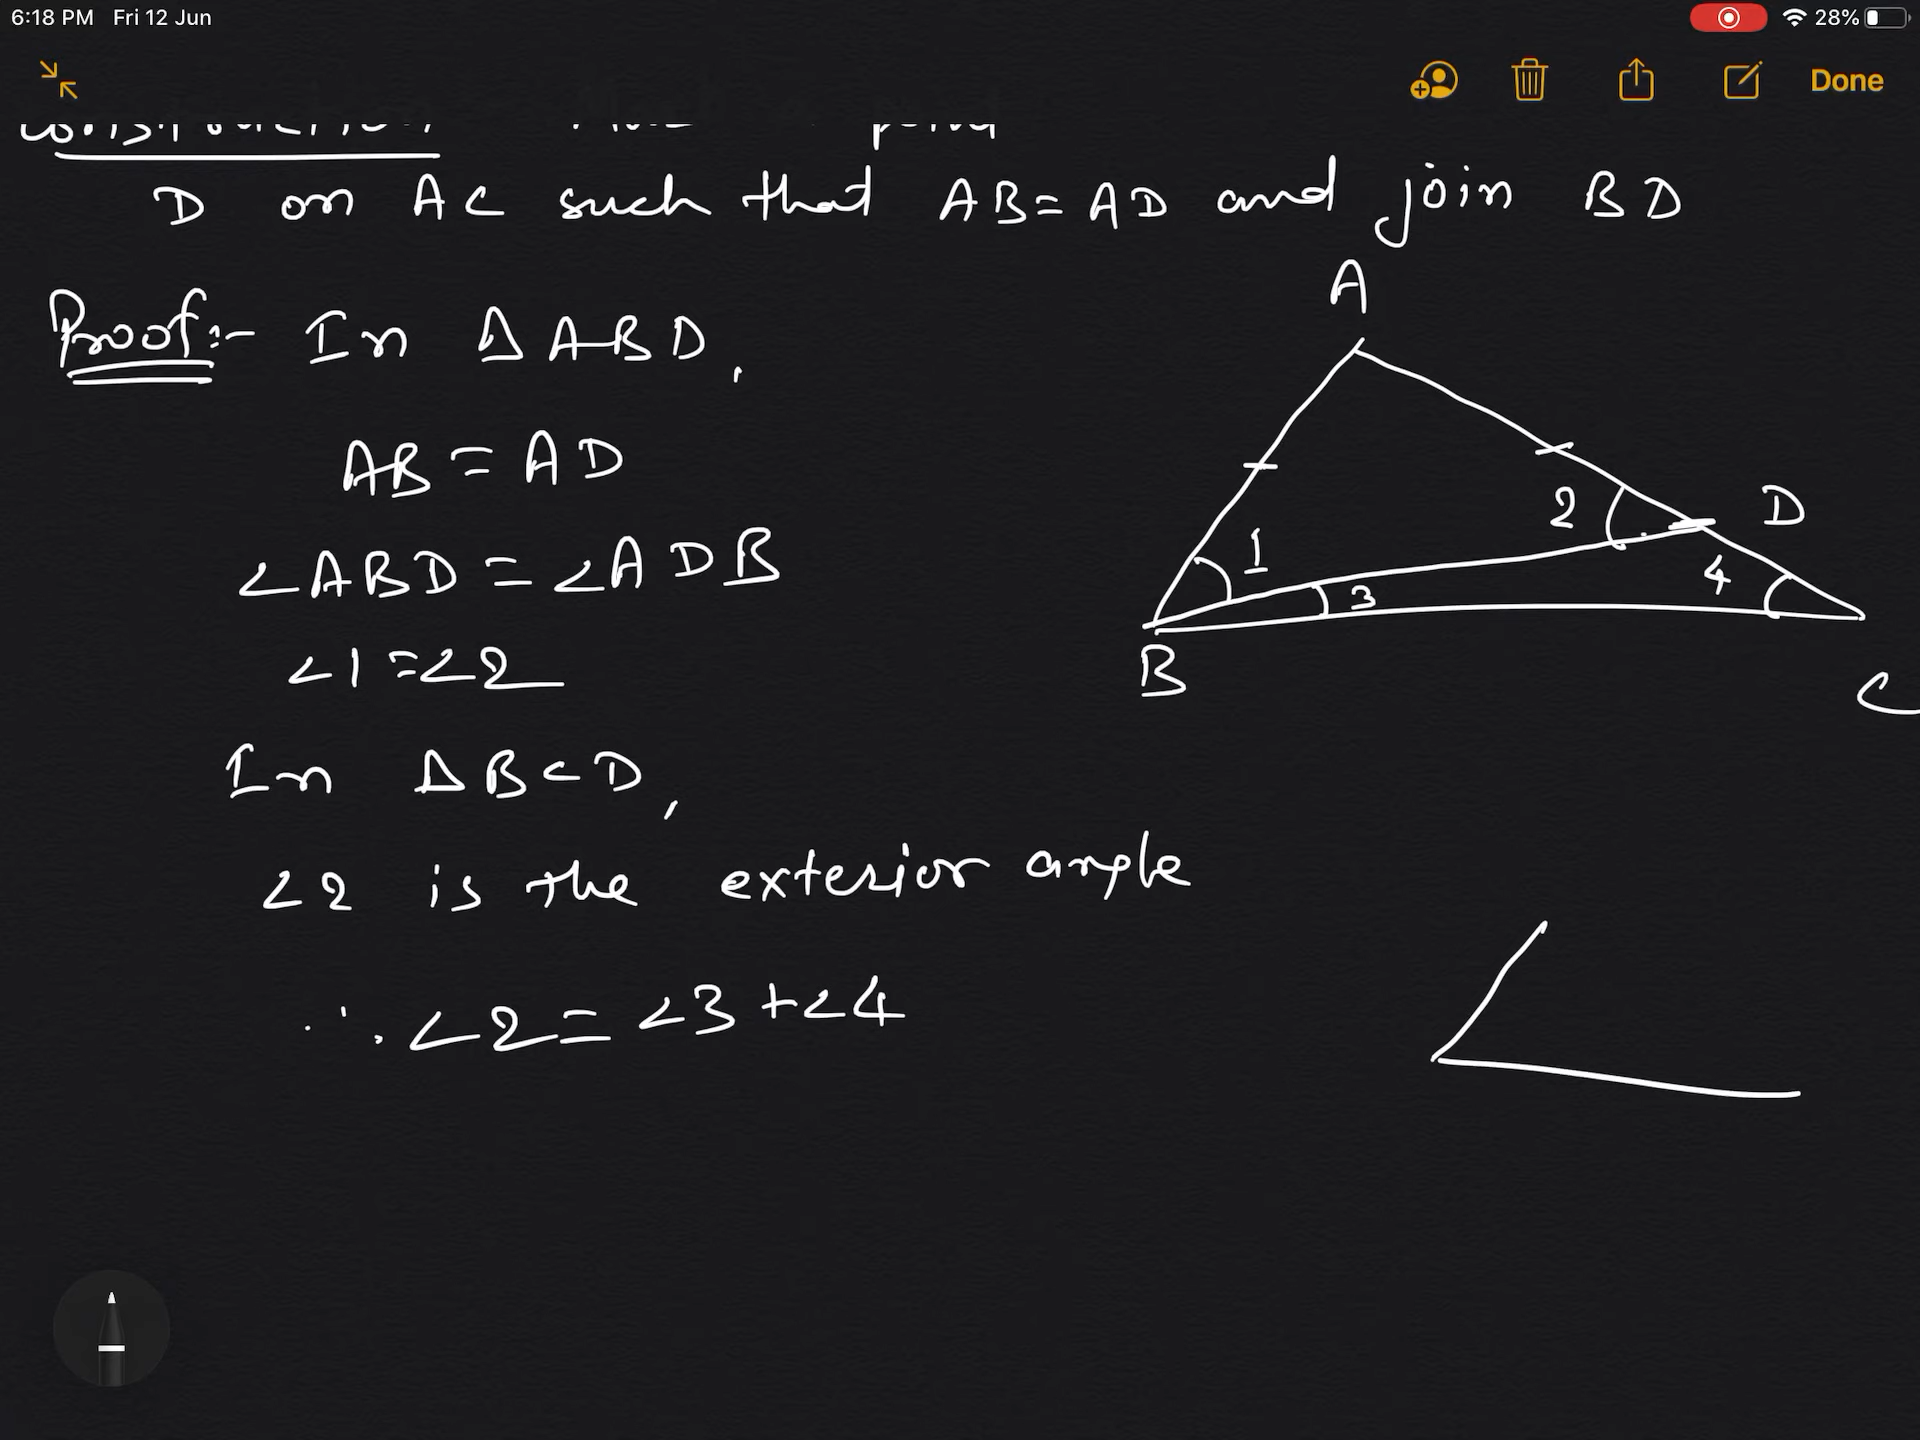 6:18 PM Fri 12 Jun
28%
Done
D on AC such that AB = AD and join BD
Proof:- In Δ ABD,
AB = AD
∠ABD = ∠ADB
∠1 = ∠2
In Δ BCD,
∠2 is the exterior angle
∴ ∠2 = ∠3 + ∠4
A
2
D
1
4
3
B
C